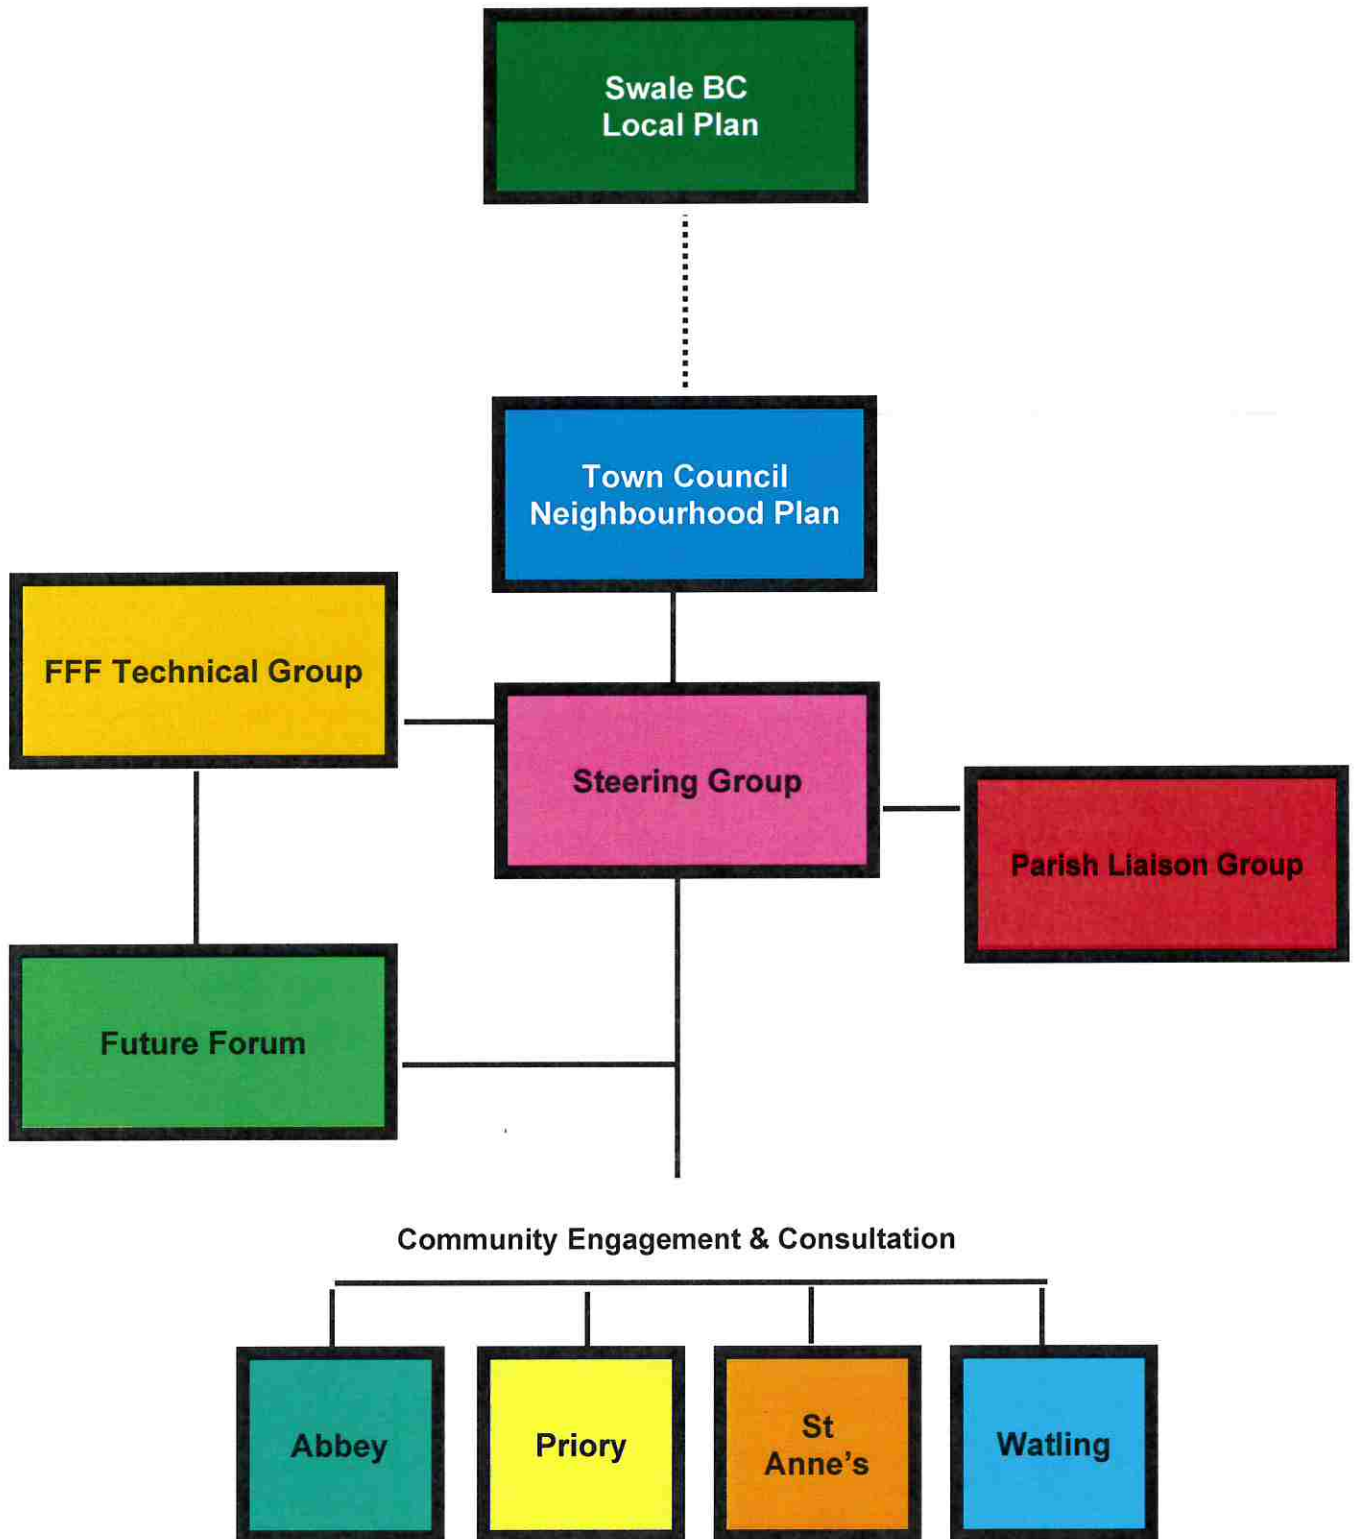 Swale BC
Local Plan
Town Council
Neighbourhood Plan
FFF Technical Group
Steering Group
Parish Liaison Group
Future Forum
Community Engagement & Consultation
Abbey
Priory
St
Anne's
Watling